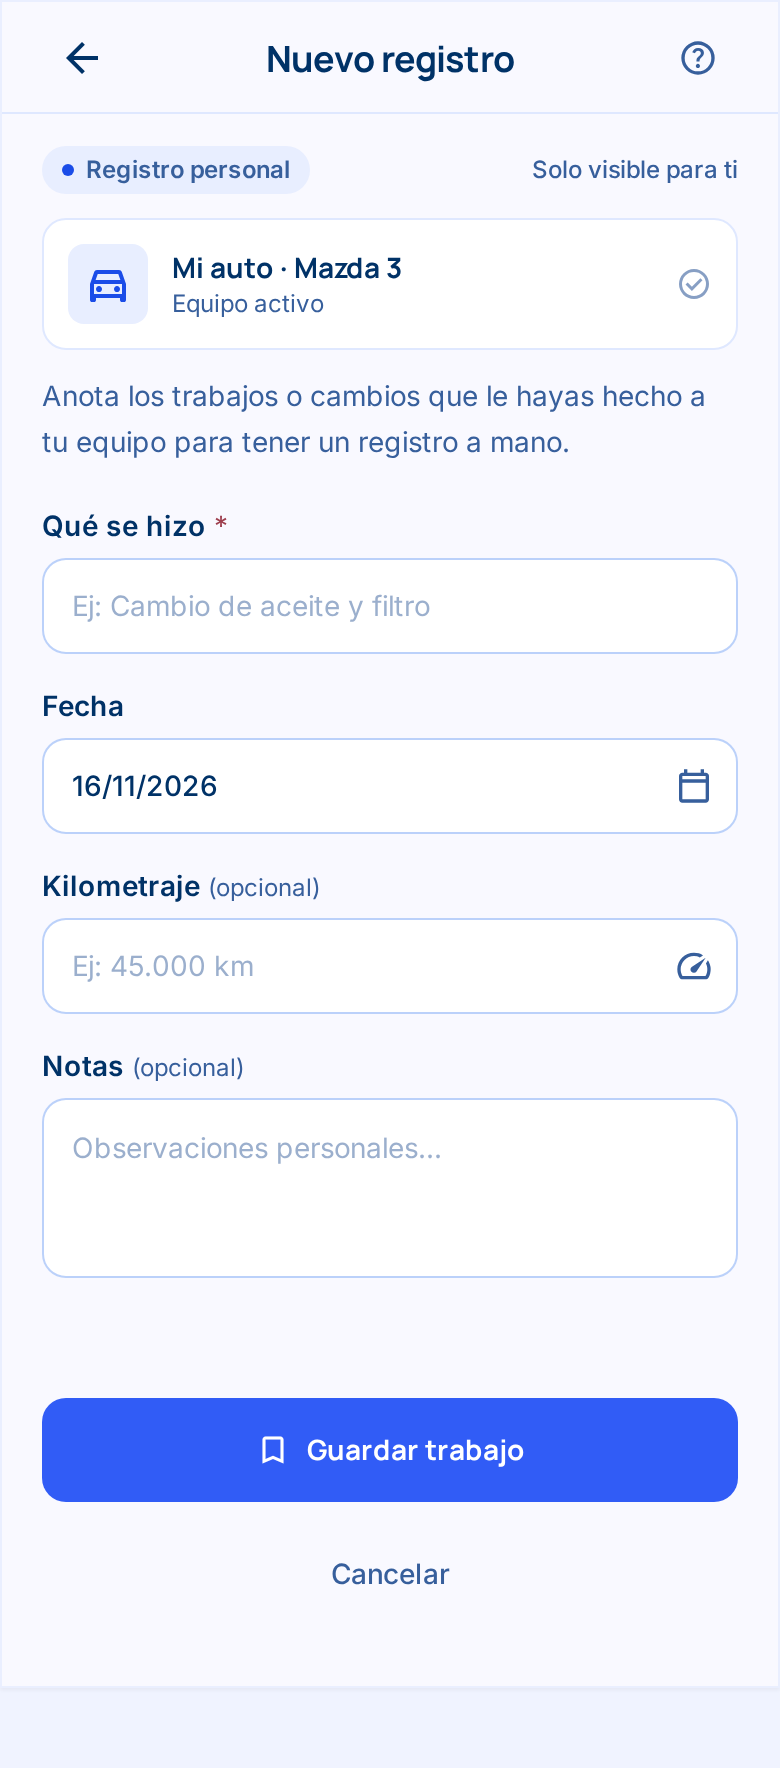 Nuevo registro
Registro personal
Solo visible para ti
Mi auto · Mazda 3
Equipo activo
Anota los trabajos o cambios que le hayas hecho a
tu equipo para tener un registro a mano.
Qué se hizo *
Ej: Cambio de aceite y filtro
Fecha
16/11/2026
Kilometraje (opcional)
Ej: 45.000 km
Notas (opcional)
Observaciones personales...
Guardar trabajo
Cancelar